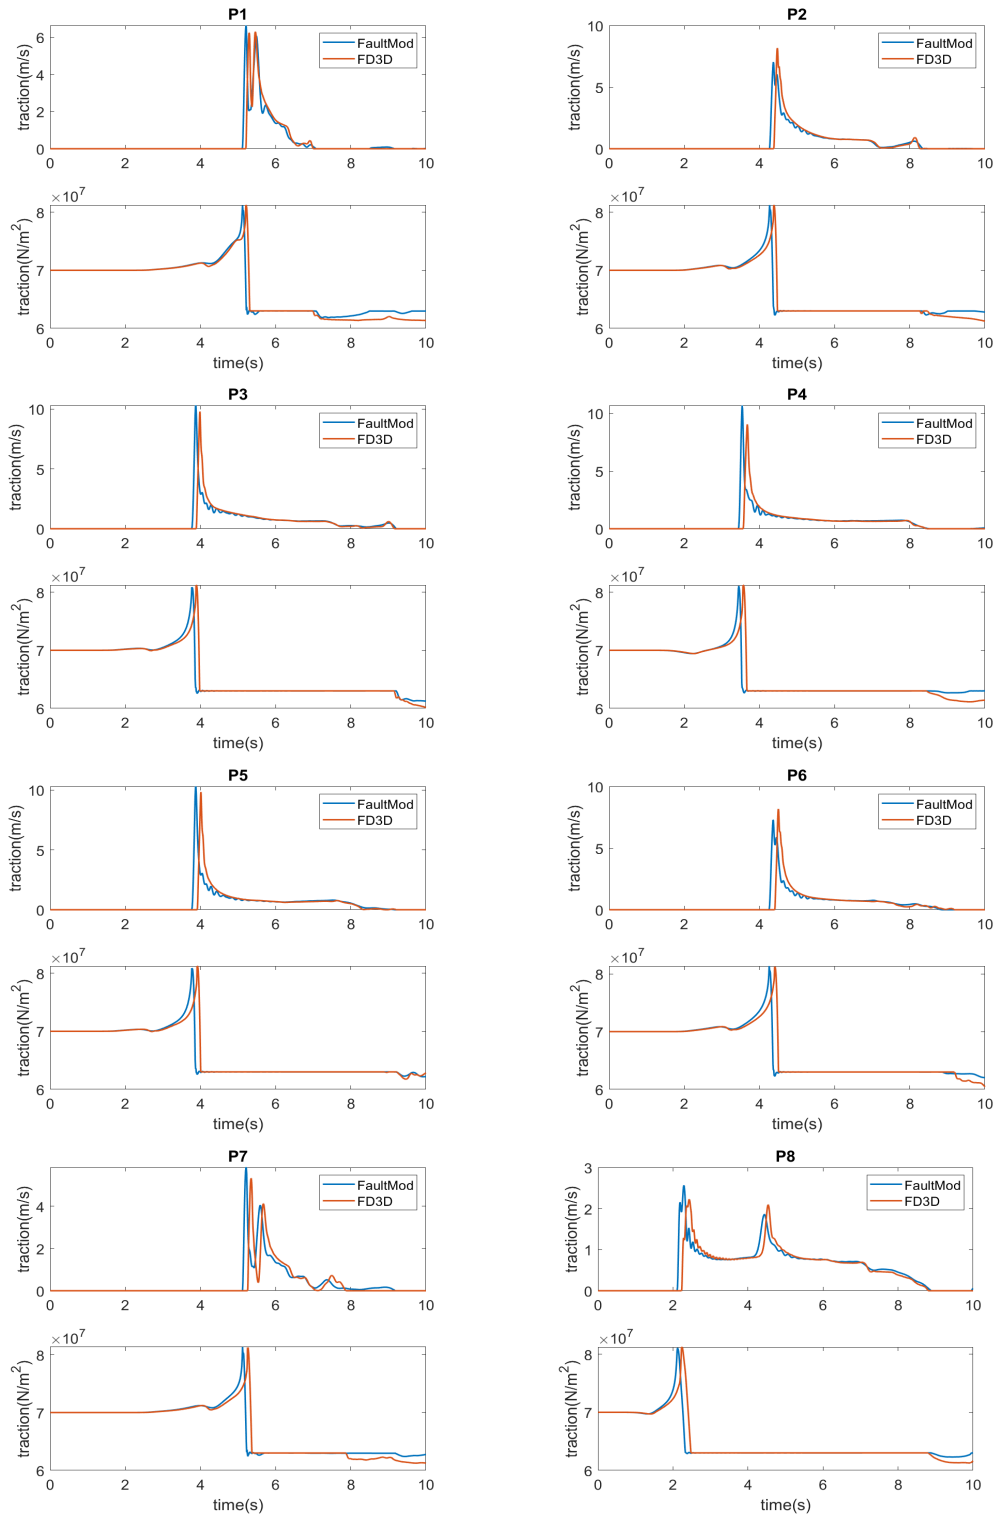 P1
traction(m/s)
6
4
2
0
0 2 4 6 8 10
FaultMod
FD3D
×10^7
traction(N/m^2)
8
7
6
0 2 4 6 8 10
time(s)
P2
traction(m/s)
10
5
0
0 2 4 6 8 10
FaultMod
FD3D
×10^7
traction(N/m^2)
8
7
6
0 2 4 6 8 10
time(s)
P3
traction(m/s)
10
5
0
0 2 4 6 8 10
FaultMod
FD3D
×10^7
traction(N/m^2)
8
7
6
0 2 4 6 8 10
time(s)
P4
traction(m/s)
10
5
0
0 2 4 6 8 10
FaultMod
FD3D
×10^7
traction(N/m^2)
8
7
6
0 2 4 6 8 10
time(s)
P5
traction(m/s)
10
5
0
0 2 4 6 8 10
FaultMod
FD3D
×10^7
traction(N/m^2)
8
7
6
0 2 4 6 8 10
time(s)
P6
traction(m/s)
10
5
0
0 2 4 6 8 10
FaultMod
FD3D
×10^7
traction(N/m^2)
8
7
6
0 2 4 6 8 10
time(s)
P7
traction(m/s)
4
2
0
0 2 4 6 8 10
FaultMod
FD3D
×10^7
traction(N/m^2)
8
7
6
0 2 4 6 8 10
time(s)
P8
traction(m/s)
3
2
1
0
0 2 4 6 8 10
FaultMod
FD3D
×10^7
traction(N/m^2)
8
7
6
0 2 4 6 8 10
time(s)